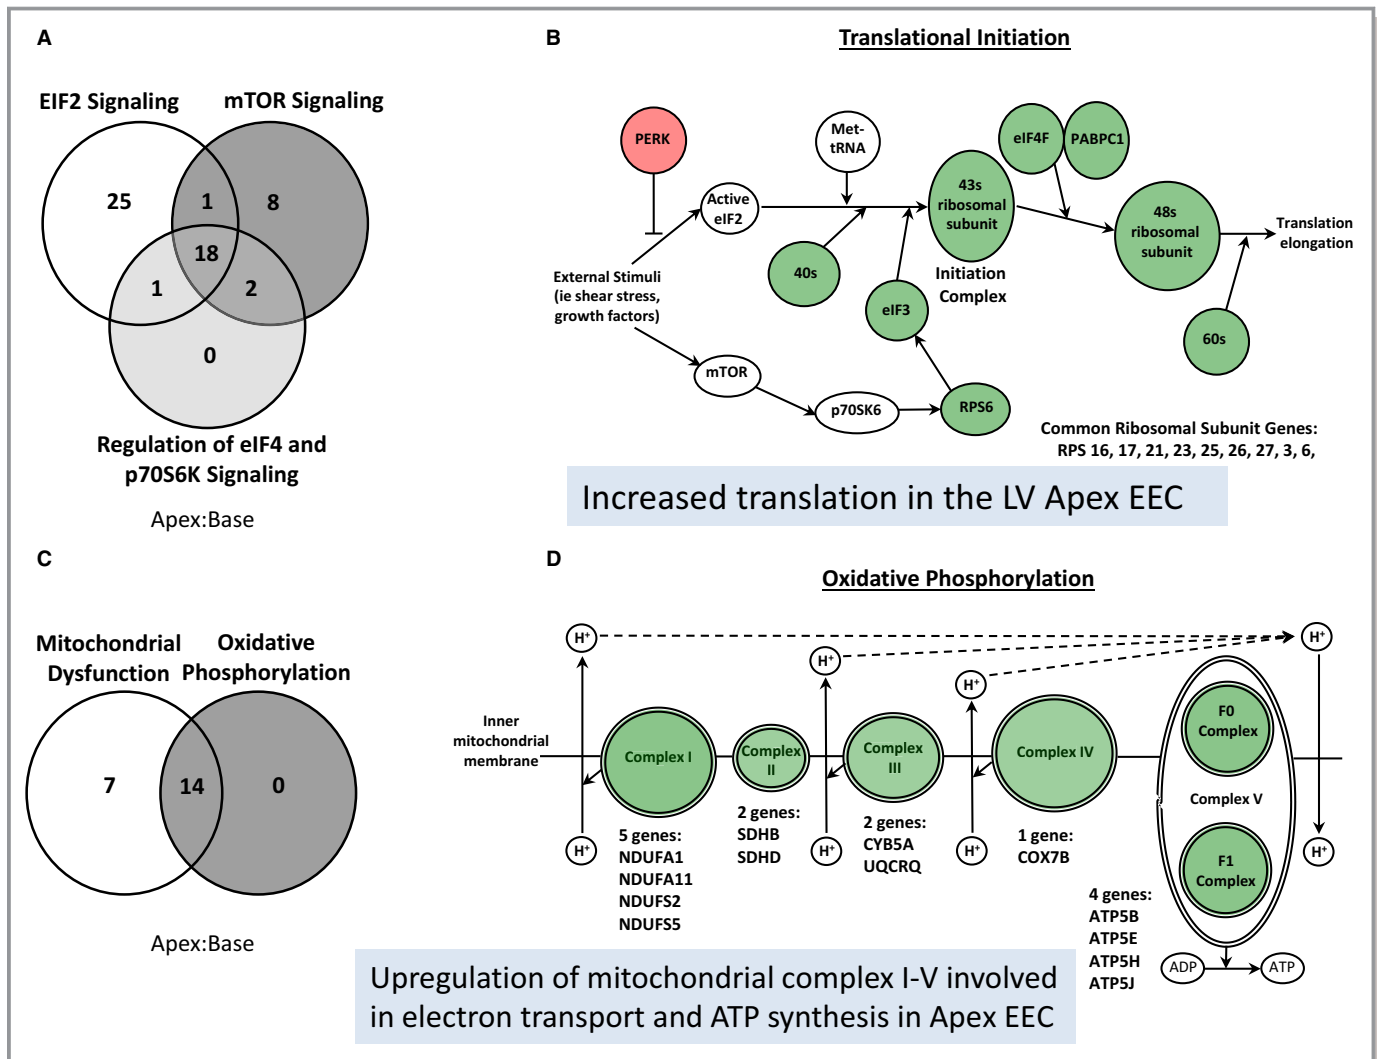 A
EIF2 Signaling
mTOR Signaling
25
1
8
18
1
2
0
Regulation of eIF4 and
p70S6K Signaling
Apex:Base
B
Translational Initiation
PERK
Met-
tRNA
eIF4F
PABPC1
Active
eIF2
43s
ribosomal
subunit
48s
ribosomal
subunit
Translation
elongation
40s
Initiation
Complex
External Stimuli
(ie shear stress,
growth factors)
eIF3
60s
mTOR
p70SK6
RPS6
Common Ribosomal Subunit Genes:
RPS 16, 17, 21, 23, 25, 26, 27, 3, 6,
Increased translation in the LV Apex EEC
C
Mitochondrial
Dysfunction
Oxidative
Phosphorylation
7
14
0
Apex:Base
D
Oxidative Phosphorylation
H+
H+
H+
H+
Inner
mitochondrial
membrane
Complex I
Complex
II
Complex
III
Complex IV
F0
Complex
Complex V
F1
Complex
H+
H+
H+
H+
5 genes:
NDUFA1
NDUFA11
NDUFS2
NDUFS5
2 genes:
SDHB
SDHD
2 genes:
CYB5A
UQCRQ
1 gene:
COX7B
4 genes:
ATP5B
ATP5E
ATP5H
ATP5J
ADP
ATP
Upregulation of mitochondrial complex I-V involved
in electron transport and ATP synthesis in Apex EEC